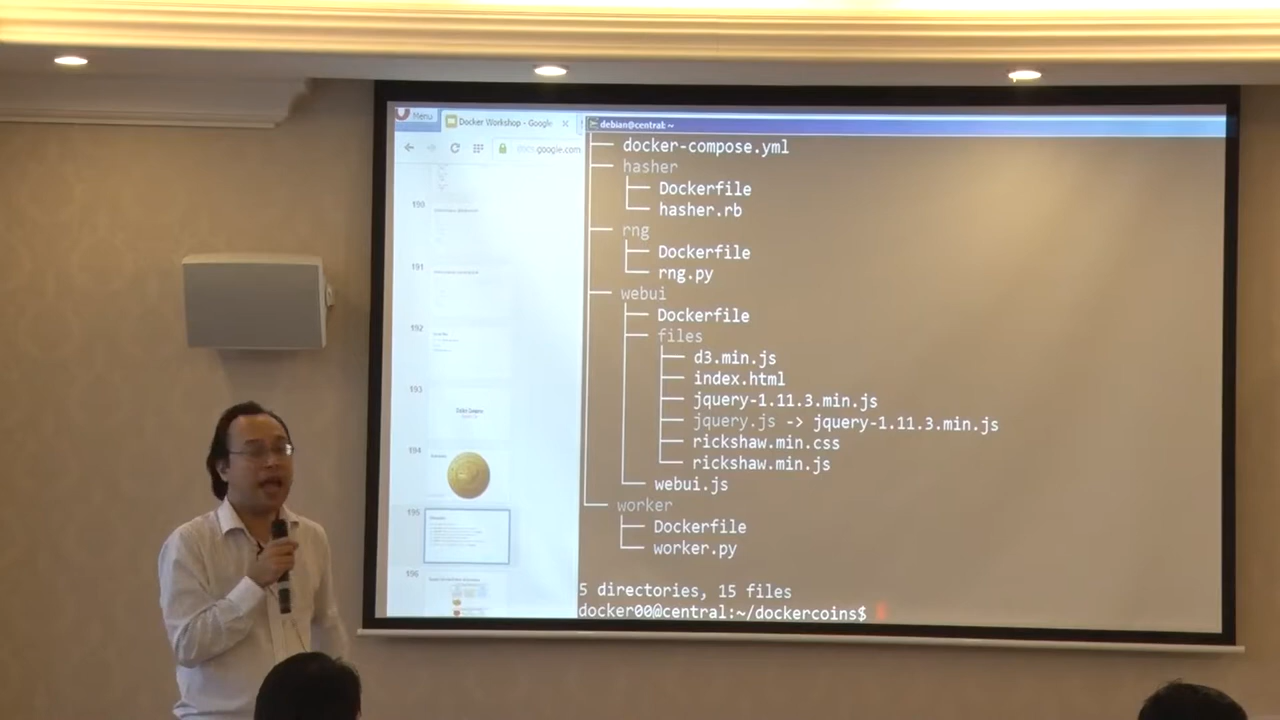 Menu
Docker Workshop - Google
debian@central: ~
google.com
├── docker-compose.yml
├── hasher
│   ├── Dockerfile
│   └── hasher.rb
├── rng
│   ├── Dockerfile
│   └── rng.py
├── webui
│   ├── Dockerfile
│   ├── files
│   │   ├── d3.min.js
│   │   ├── index.html
│   │   ├── jquery-1.11.3.min.js
│   │   ├── jquery.js -> jquery-1.11.3.min.js
│   │   ├── rickshaw.min.css
│   │   └── rickshaw.min.js
│   └── webui.js
└── worker
    ├── Dockerfile
    └── worker.py
5 directories, 15 files
docker00@central:~/dockercoins$
190
191
192
193
194
195
196